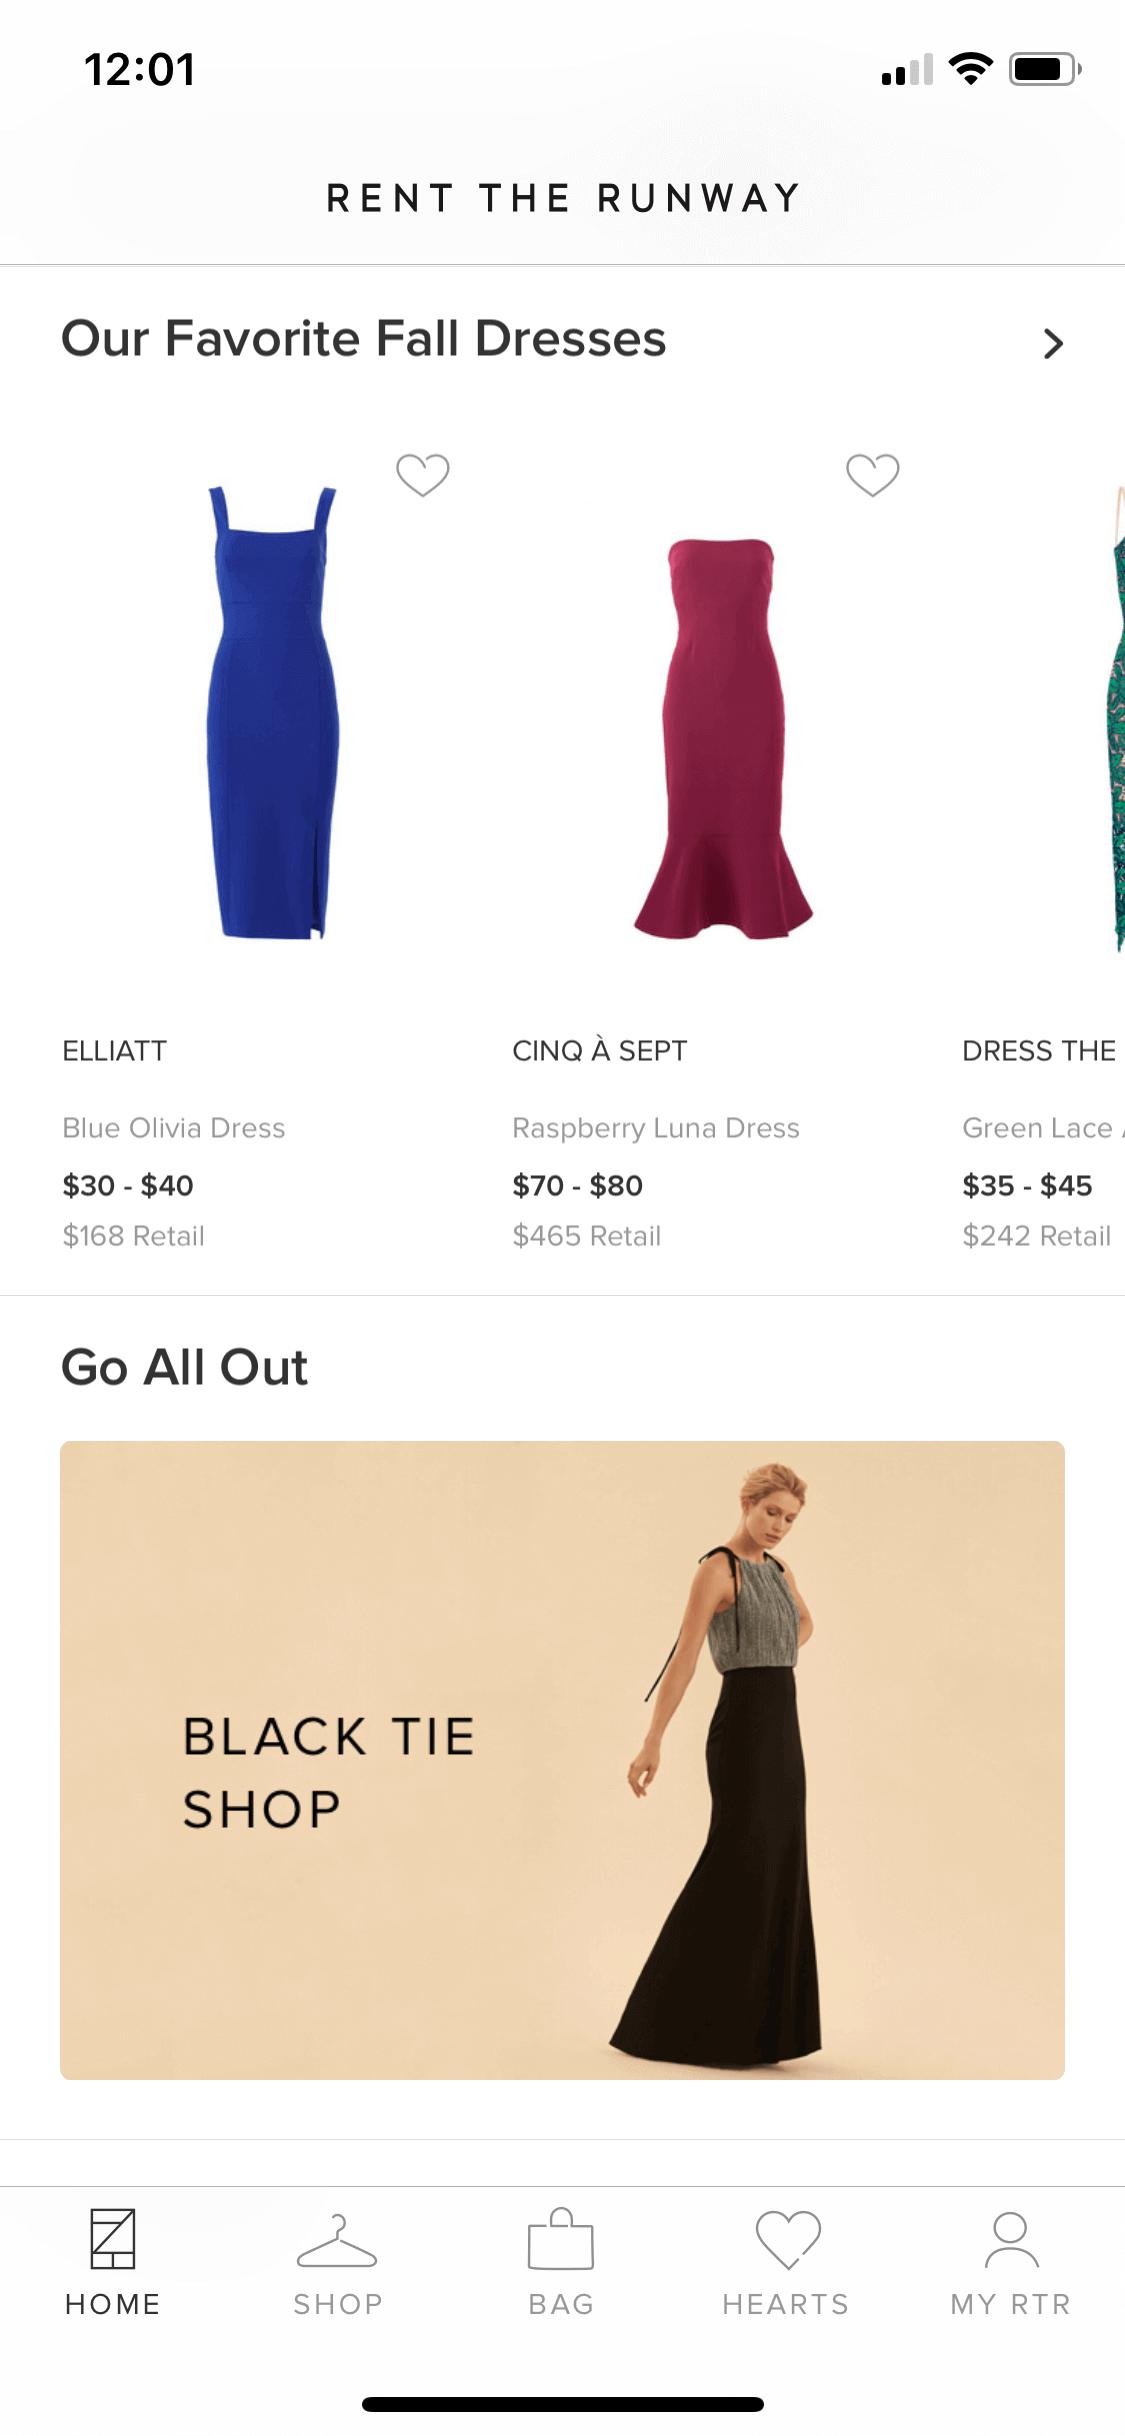 12:01
RENT THE RUNWAY
Our Favorite Fall Dresses
ELLIATT
Blue Olivia Dress
$30 - $40
$168 Retail
CINQ À SEPT
Raspberry Luna Dress
$70 - $80
$465 Retail
DRESS THE
Green Lace
$35 - $45
$242 Retail
Go All Out
BLACK TIE
SHOP
HOME
SHOP
BAG
HEARTS
MY RTR